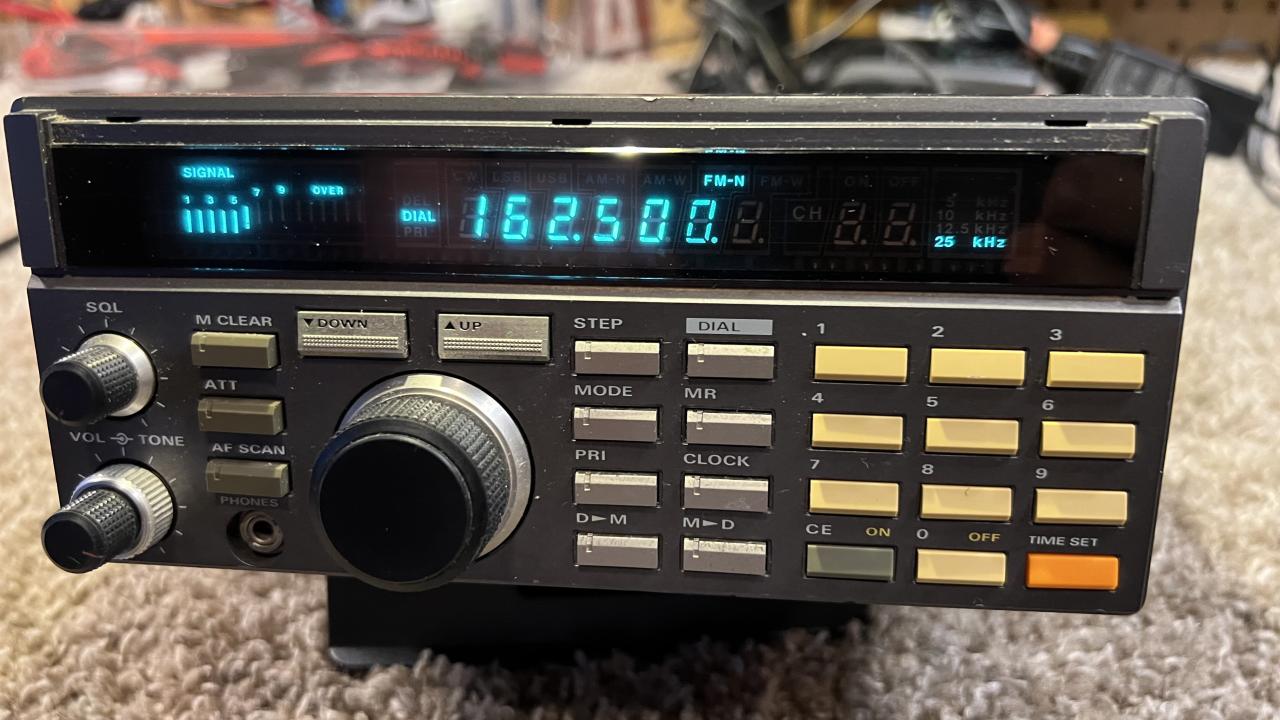 SIGNAL
1 3 5 7 9 OVER
CW LSB USB AM-N AM-W FM-N FM-W ON OFF
DEL
DIAL
PRI
162.500.
CH
5 kHz
10 kHz
12.5 kHz
25 kHz
SQL
M CLEAR
▼DOWN
▲UP
STEP
DIAL
1 2 3
ATT
MODE
MR
4 5 6
VOL TONE
AF SCAN
PRI
CLOCK
7 8 9
PHONES
D►M
M►D
CE ON 0 OFF TIME SET